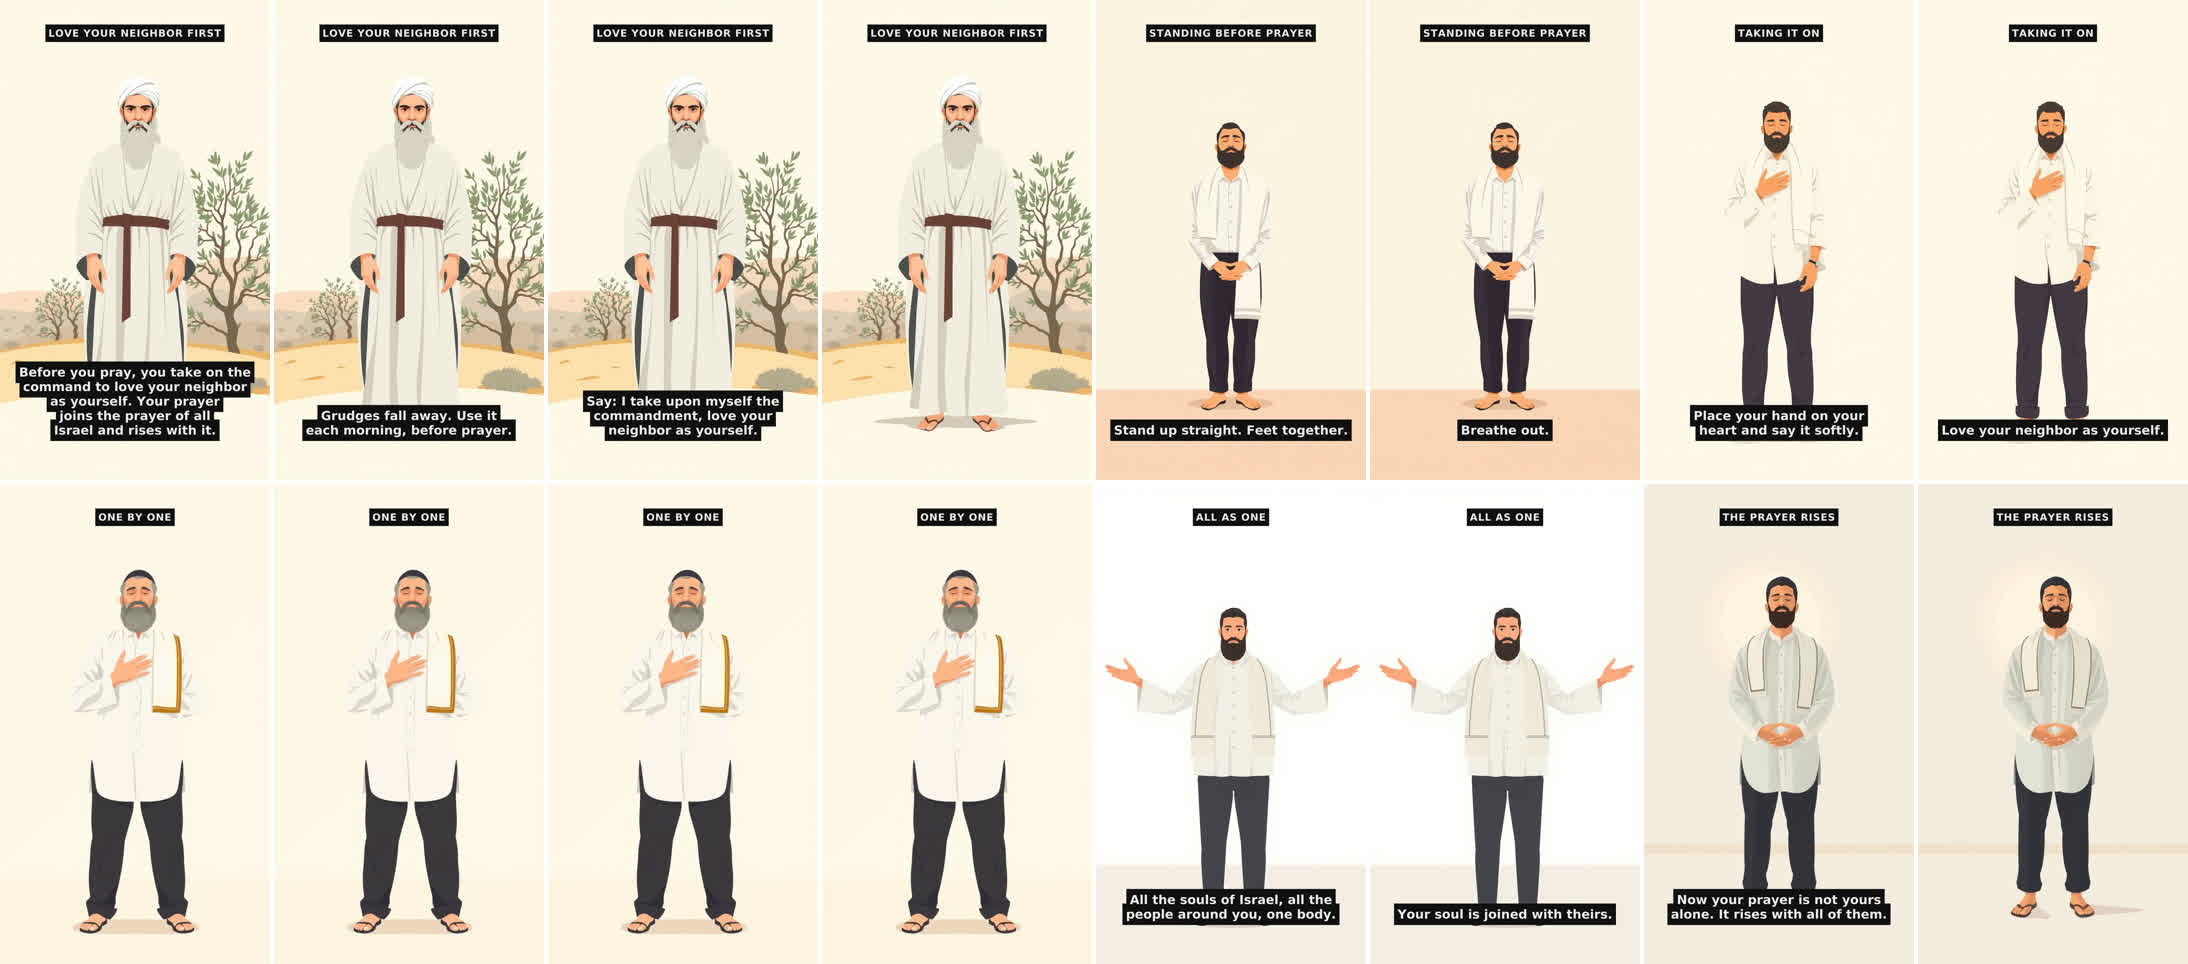 LOVE YOUR NEIGHBOR FIRST
Before you pray, you take on the
command to love your neighbor
as yourself. Your prayer
joins the prayer of all
Israel and rises with it.
LOVE YOUR NEIGHBOR FIRST
Grudges fall away. Use it
each morning, before prayer.
LOVE YOUR NEIGHBOR FIRST
Say: I take upon myself the
commandment, love your
neighbor as yourself.
LOVE YOUR NEIGHBOR FIRST
STANDING BEFORE PRAYER
Stand up straight. Feet together.
STANDING BEFORE PRAYER
Breathe out.
TAKING IT ON
Place your hand on your
heart and say it softly.
TAKING IT ON
Love your neighbor as yourself.
ONE BY ONE
ONE BY ONE
ONE BY ONE
ONE BY ONE
ALL AS ONE
All the souls of Israel, all the
people around you, one body.
ALL AS ONE
Your soul is joined with theirs.
THE PRAYER RISES
Now your prayer is not yours
alone. It rises with all of them.
THE PRAYER RISES